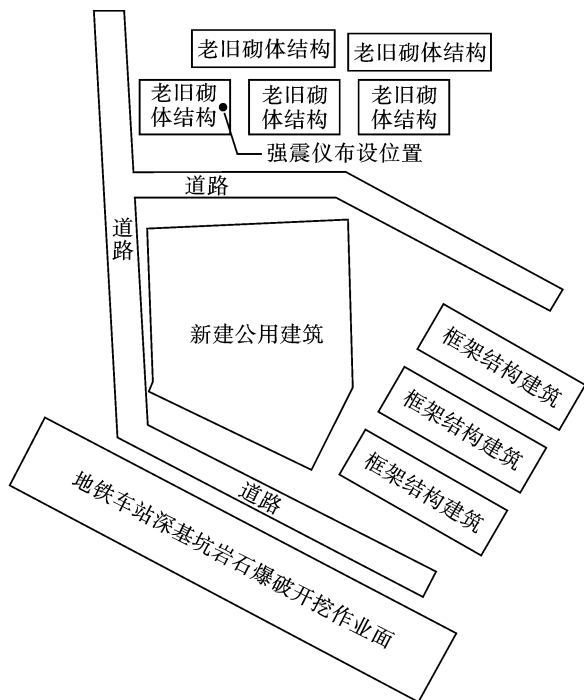 老旧砌体结构
老旧砌体结构
老旧砌
体结构
老旧砌
体结构
老旧砌
体结构
强震仪布设位置
道路
道路
新建公用建筑
框架结构建筑
框架结构建筑
框架结构建筑
道路
地铁车站深基坑岩石爆破开挖作业面